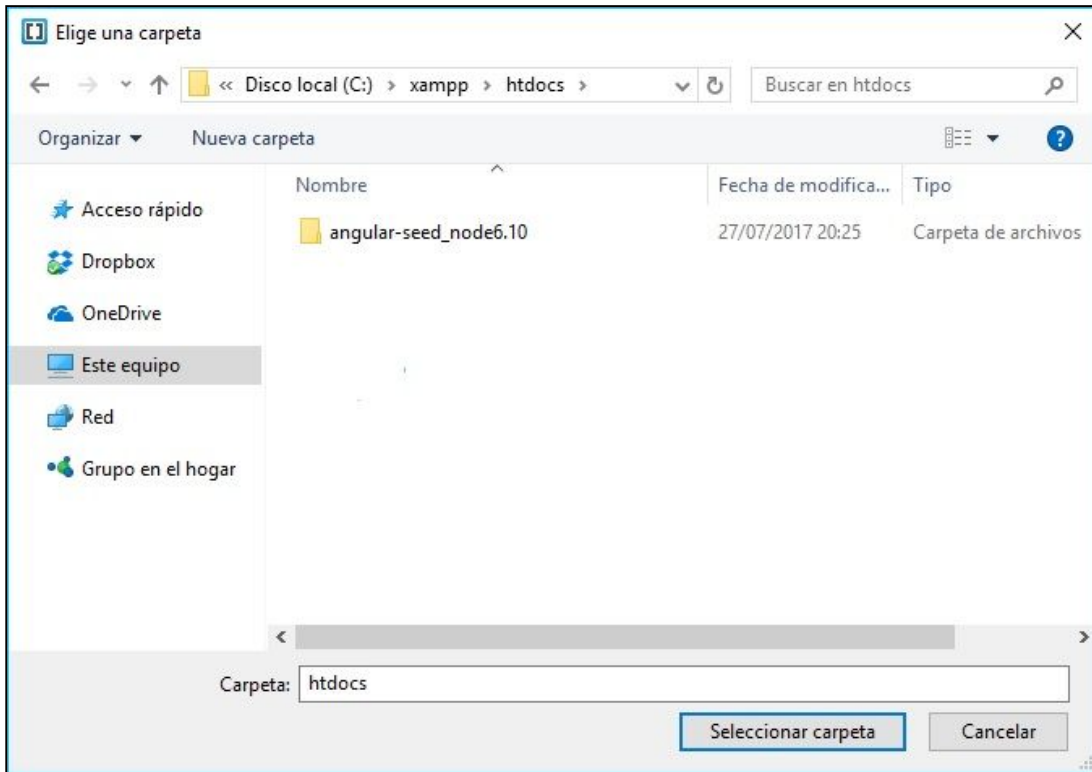 Elige una carpeta
« Disco local (C:) > xampp > htdocs >
Buscar en htdocs
Organizar
Nueva carpeta
Nombre
Fecha de modifica...
Tipo
Acceso rápido
angular-seed_node6.10
27/07/2017 20:25
Carpeta de archivos
Dropbox
OneDrive
Este equipo
Red
Grupo en el hogar
Carpeta: htdocs
Seleccionar carpeta
Cancelar